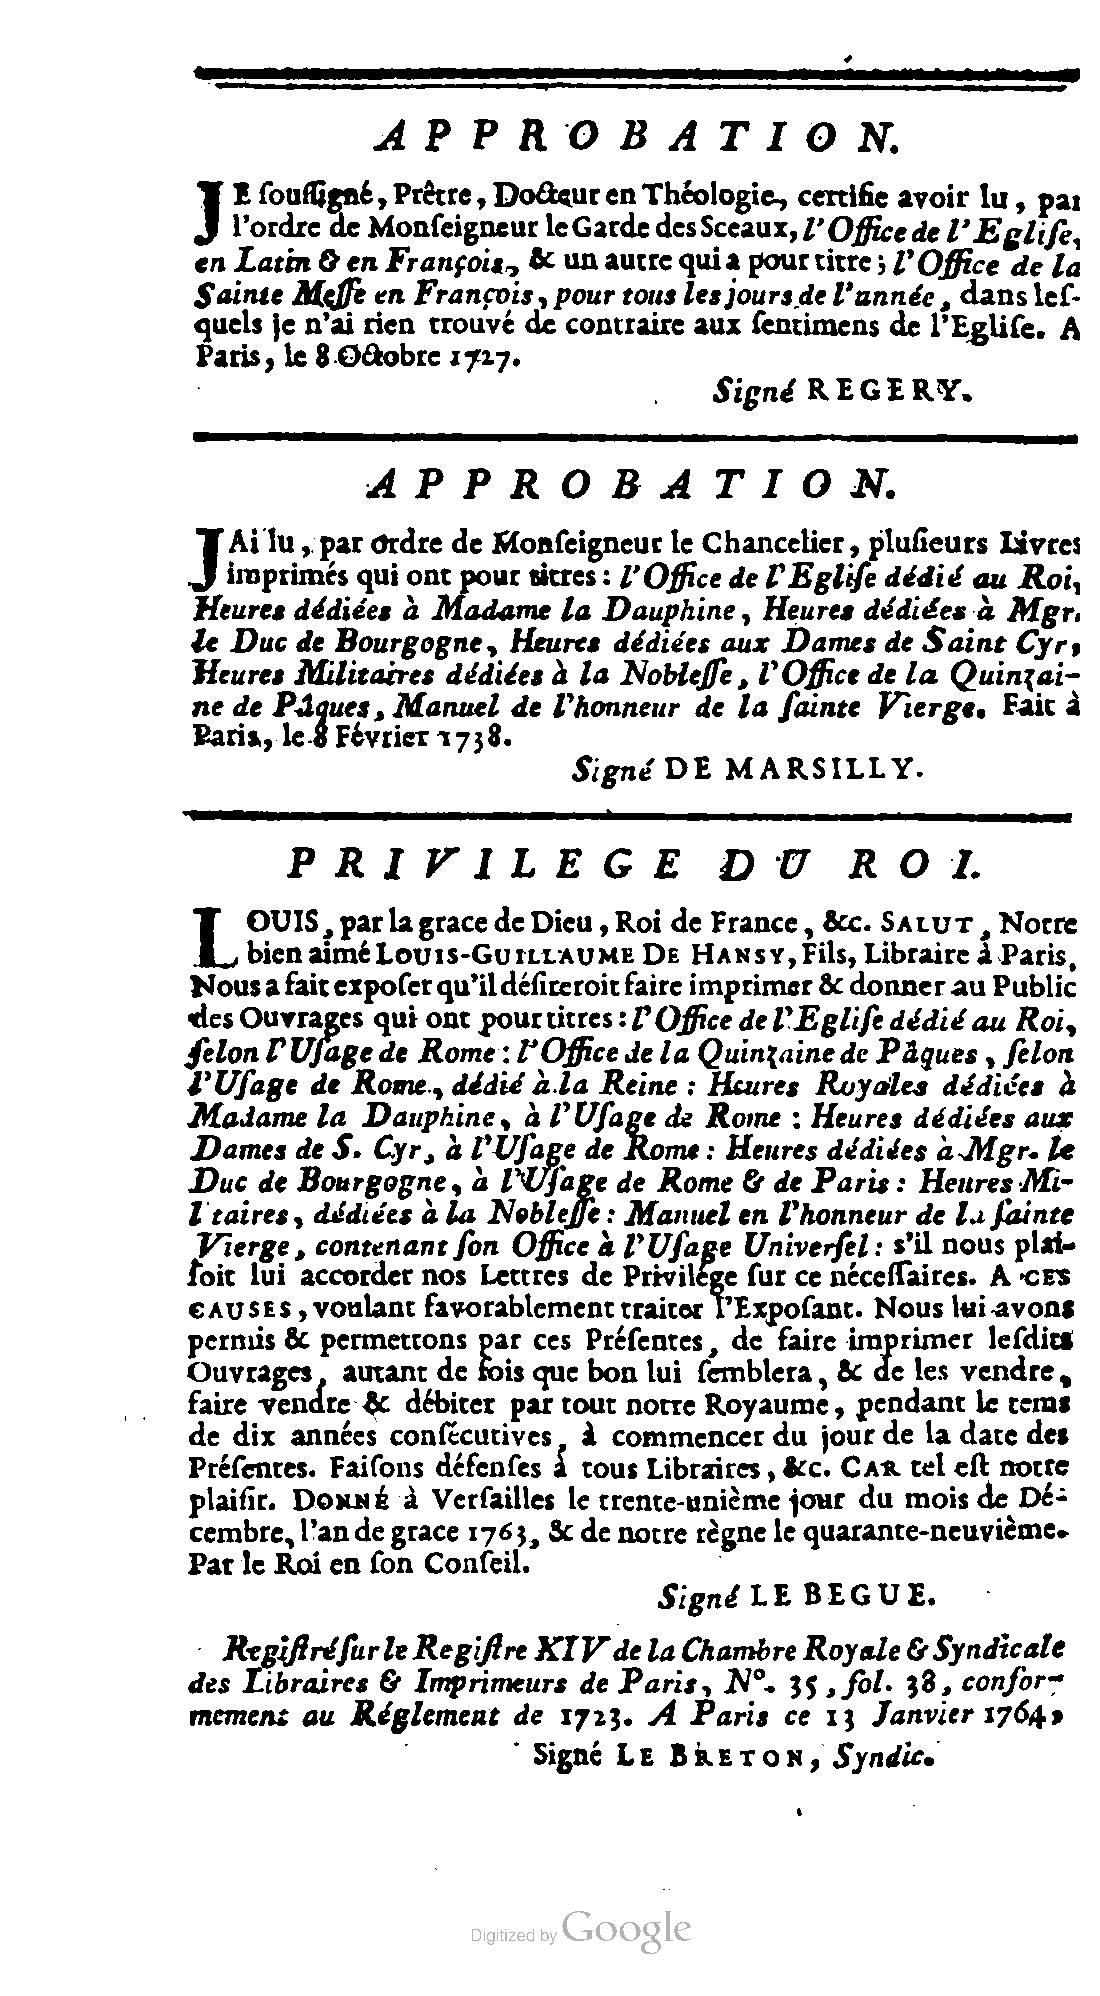 APPROBATION.
JE ſouſſigné, Prêtre, Docteur en Théologie, certifie avoir lu, par
l'ordre de Monſeigneur le Garde des Sceaux, l'Office de l'Egliſe,
en Latin & en François, & un autre qui a pour titre ; l'Office de la
Sainte Meſſe en François, pour tous les jours de l'année, dans leſ-
quels je n'ai rien trouvé de contraire aux ſentimens de l'Egliſe. A
Paris, le 8 Octobre 1727.
Signé REGERY.
APPROBATION.
JAi lu, par ordre de Monſeigneur le Chancelier, pluſieurs Livres
imprimés qui ont pour titres : l'Office de l'Egliſe dédié au Roi,
Heures dédiées à Madame la Dauphine, Heures dédiées à Mgr.
le Duc de Bourgogne, Heures dédiées aux Dames de Saint Cyr,
Heures Militaires dédiées à la Nobleſſe, l'Office de la Quinzai-
ne de Pâques, Manuel de l'honneur de la ſainte Vierge. Fait à
Paris, le 8 Février 1738.
Signé DE MARSILLY.
PRIVILEGE DU ROI.
LOUIS, par la grace de Dieu, Roi de France, &c. SALUT, Notre
bien aimé LOUIS-GUILLAUME DE HANSY, Fils, Libraire à Paris,
Nous a fait expoſer qu'il déſireroit faire imprimer & donner au Public
des Ouvrages qui ont pour titres : l'Office de l'Egliſe dédié au Roi,
ſelon l'Uſage de Rome : l'Office de la Quinzaine de Pâques, ſelon
l'Uſage de Rome, dédié à la Reine : Heures Royales dédiées à
Madame la Dauphine, à l'Uſage de Rome : Heures dédiées aux
Dames de S. Cyr, à l'Uſage de Rome : Heures dédiées à Mgr. le
Duc de Bourgogne, à l'Uſage de Rome & de Paris : Heures Mi-
l taires, dédiées à la Nobleſſe : Manuel en l'honneur de la ſainte
Vierge, contenant ſon Office à l'Uſage Univerſel : s'il nous plai-
ſoit lui accorder nos Lettres de Privilége ſur ce néceſſaires. A CES
CAUSES, voulant favorablement traiter l'Expoſant. Nous lui avons
permis & permettons par ces Préſentes, de faire imprimer leſdits
Ouvrages, autant de fois que bon lui ſemblera, & de les vendre,
faire vendre & débiter par tout notre Royaume, pendant le tems
de dix années conſécutives, à commencer du jour de la date des
Préſentes. Faiſons défenſes à tous Libraires, &c. CAR tel eſt notre
plaiſir. DONNÉ à Verſailles le trente-unième jour du mois de Dé-
cembre, l'an de grace 1763, & de notre règne le quarante-neuvième.
Par le Roi en ſon Conſeil.
Signé LE BEGUE.
Regiſtré ſur le Regiſtre XIV de la Chambre Royale & Syndicale
des Libraires & Imprimeurs de Paris, N°. 35, fol. 38, confor-
mement au Réglement de 1723. A Paris ce 13 Janvier 1764,
Signé LE BRETON, Syndic.
Digitized by Google